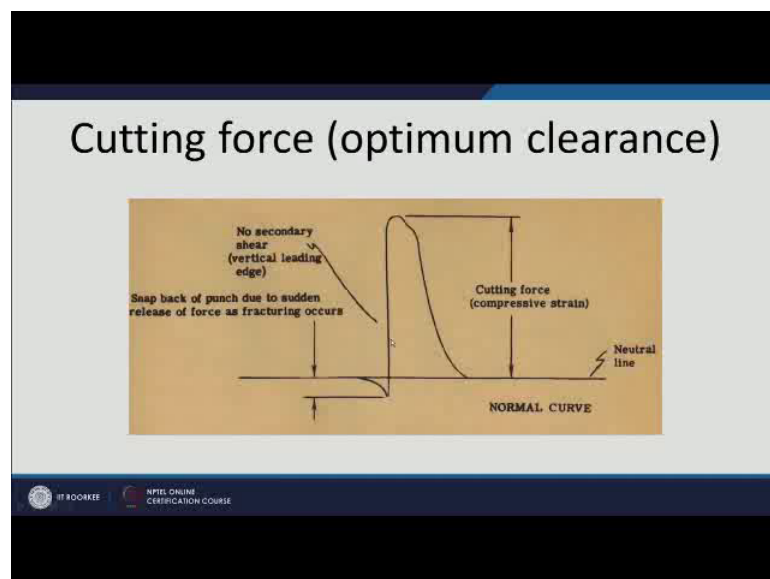 Cutting force (optimum clearance)
No secondary
shear
(vertical leading
edge)
Snap back of punch due to sudden
release of force as fracturing occurs
Cutting force
(compressive strain)
Neutral
line
NORMAL CURVE
IIT ROORKEE
NPTEL ONLINE
CERTIFICATION COURSE